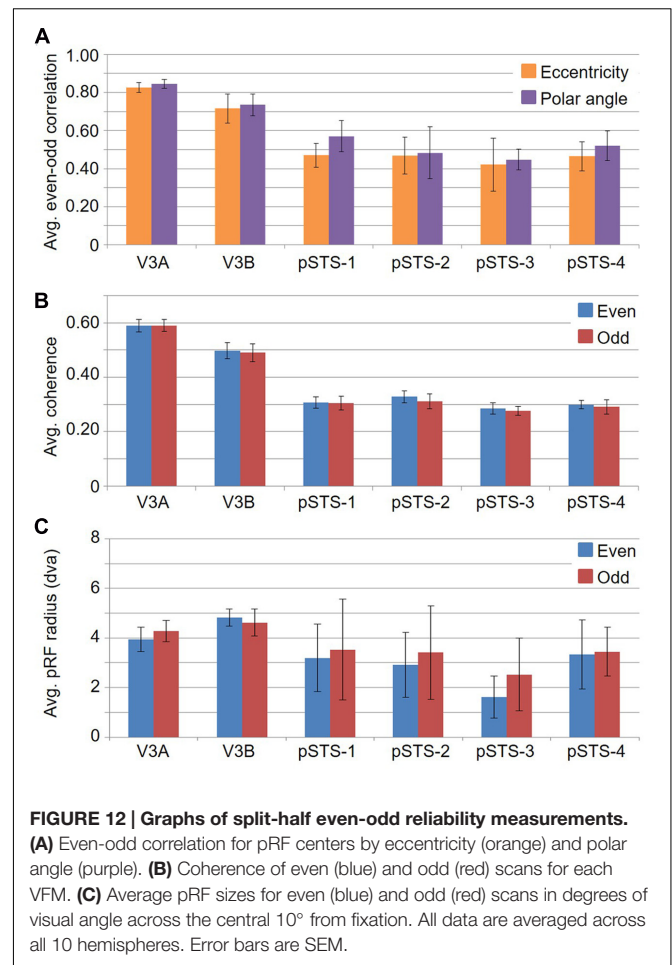 A
Avg. even-odd correlation
1.00
0.80
0.60
0.40
0.20
0
Eccentricity
Polar angle
V3A V3B pSTS-1 pSTS-2 pSTS-3 pSTS-4
B
Avg. coherence
0.60
0.40
0.20
0
Even
Odd
V3A V3B pSTS-1 pSTS-2 pSTS-3 pSTS-4
C
Avg. pRF radius (dva)
8
6
4
2
0
Even
Odd
V3A V3B pSTS-1 pSTS-2 pSTS-3 pSTS-4
FIGURE 12 | Graphs of split-half even-odd reliability measurements.
(A) Even-odd correlation for pRF centers by eccentricity (orange) and polar
angle (purple). (B) Coherence of even (blue) and odd (red) scans for each
VFM. (C) Average pRF sizes for even (blue) and odd (red) scans in degrees of
visual angle across the central 10° from fixation. All data are averaged across
all 10 hemispheres. Error bars are SEM.